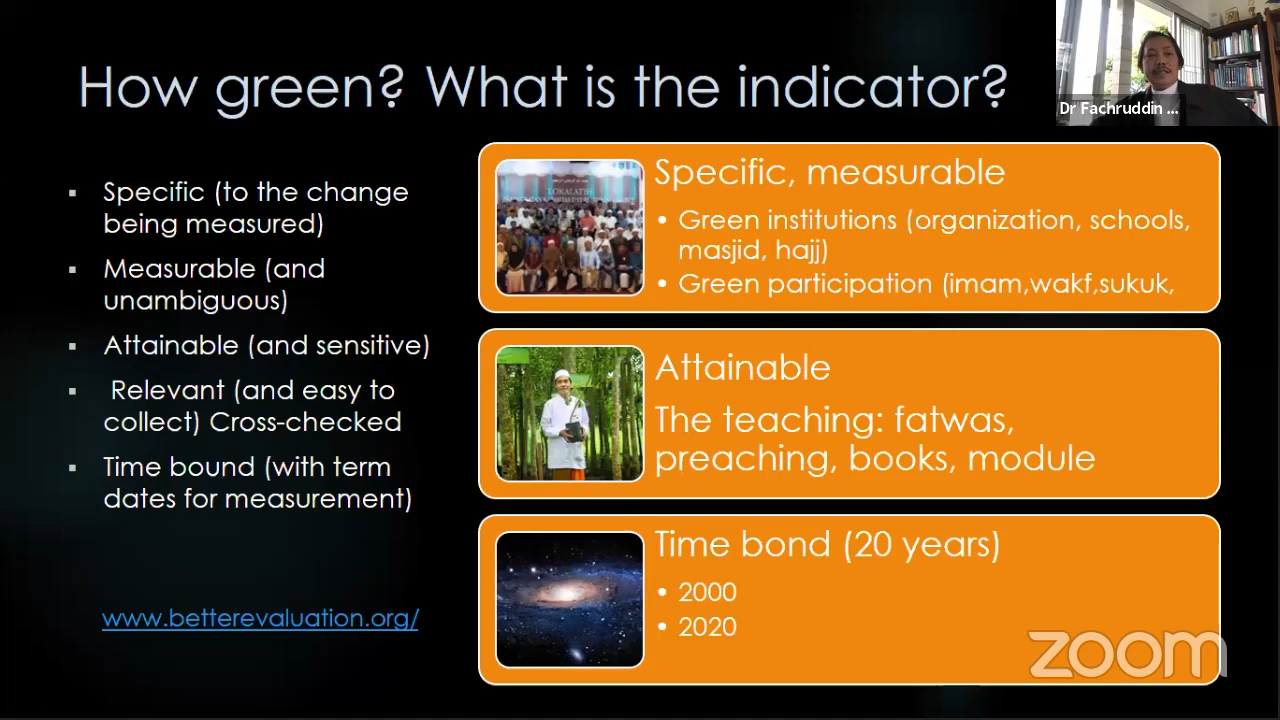 How green? What is the indicator?
Dr Fachruddin ...
▪ Specific (to the change
being measured)
▪ Measurable (and
unambiguous)
▪ Attainable (and sensitive)
▪ Relevant (and easy to
collect) Cross-checked
▪ Time bound (with term
dates for measurement)
www.betterevaluation.org/
LOKALATIH
Specific, measurable
• Green institutions (organization, schools,
masjid, hajj)
• Green participation (imam,wakf,sukuk,
Attainable
The teaching: fatwas,
preaching, books, module
Time bond (20 years)
• 2000
• 2020
zoom